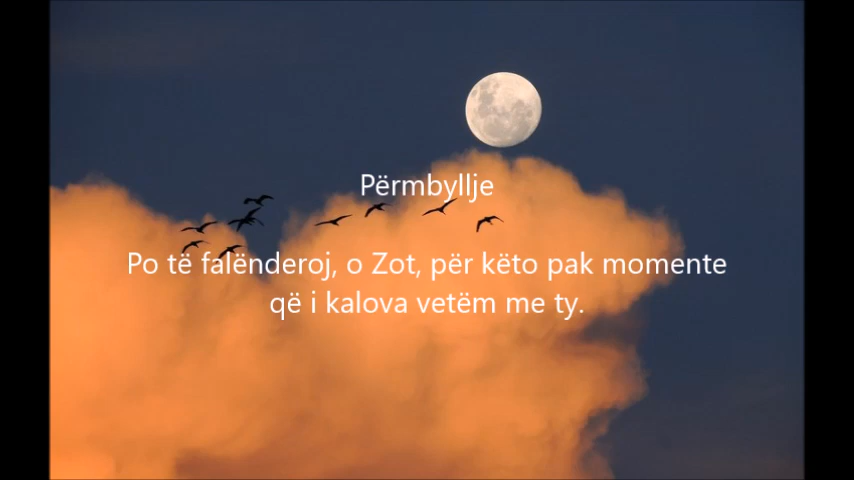 Përmbyllje
Po të falënderoj, o Zot, për këto pak momente
që i kalova vetëm me ty.